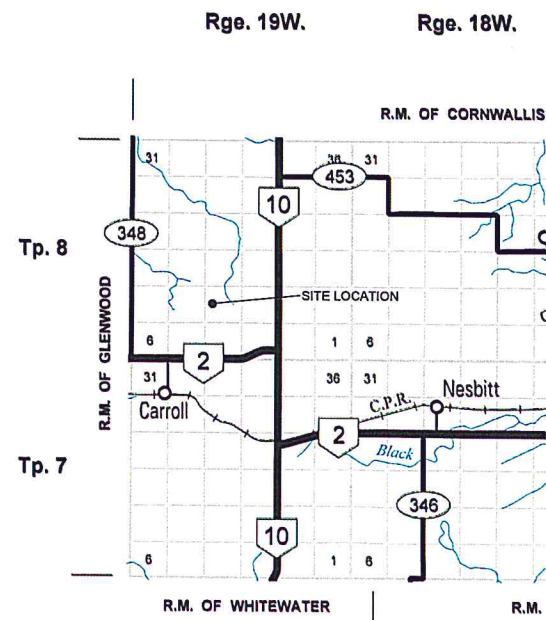 Rge. 19W. Rge. 18W.
R.M. OF CORNWALLIS
31 36 31
453
10
348
Tp. 8
SITE LOCATION
R.M. OF GLENWOOD
6 1 6
2
31 36 31
C.P.R. Nesbitt
Carroll
2
Black
Tp. 7
346
10
6 1 6
R.M. OF WHITEWATER R.M.